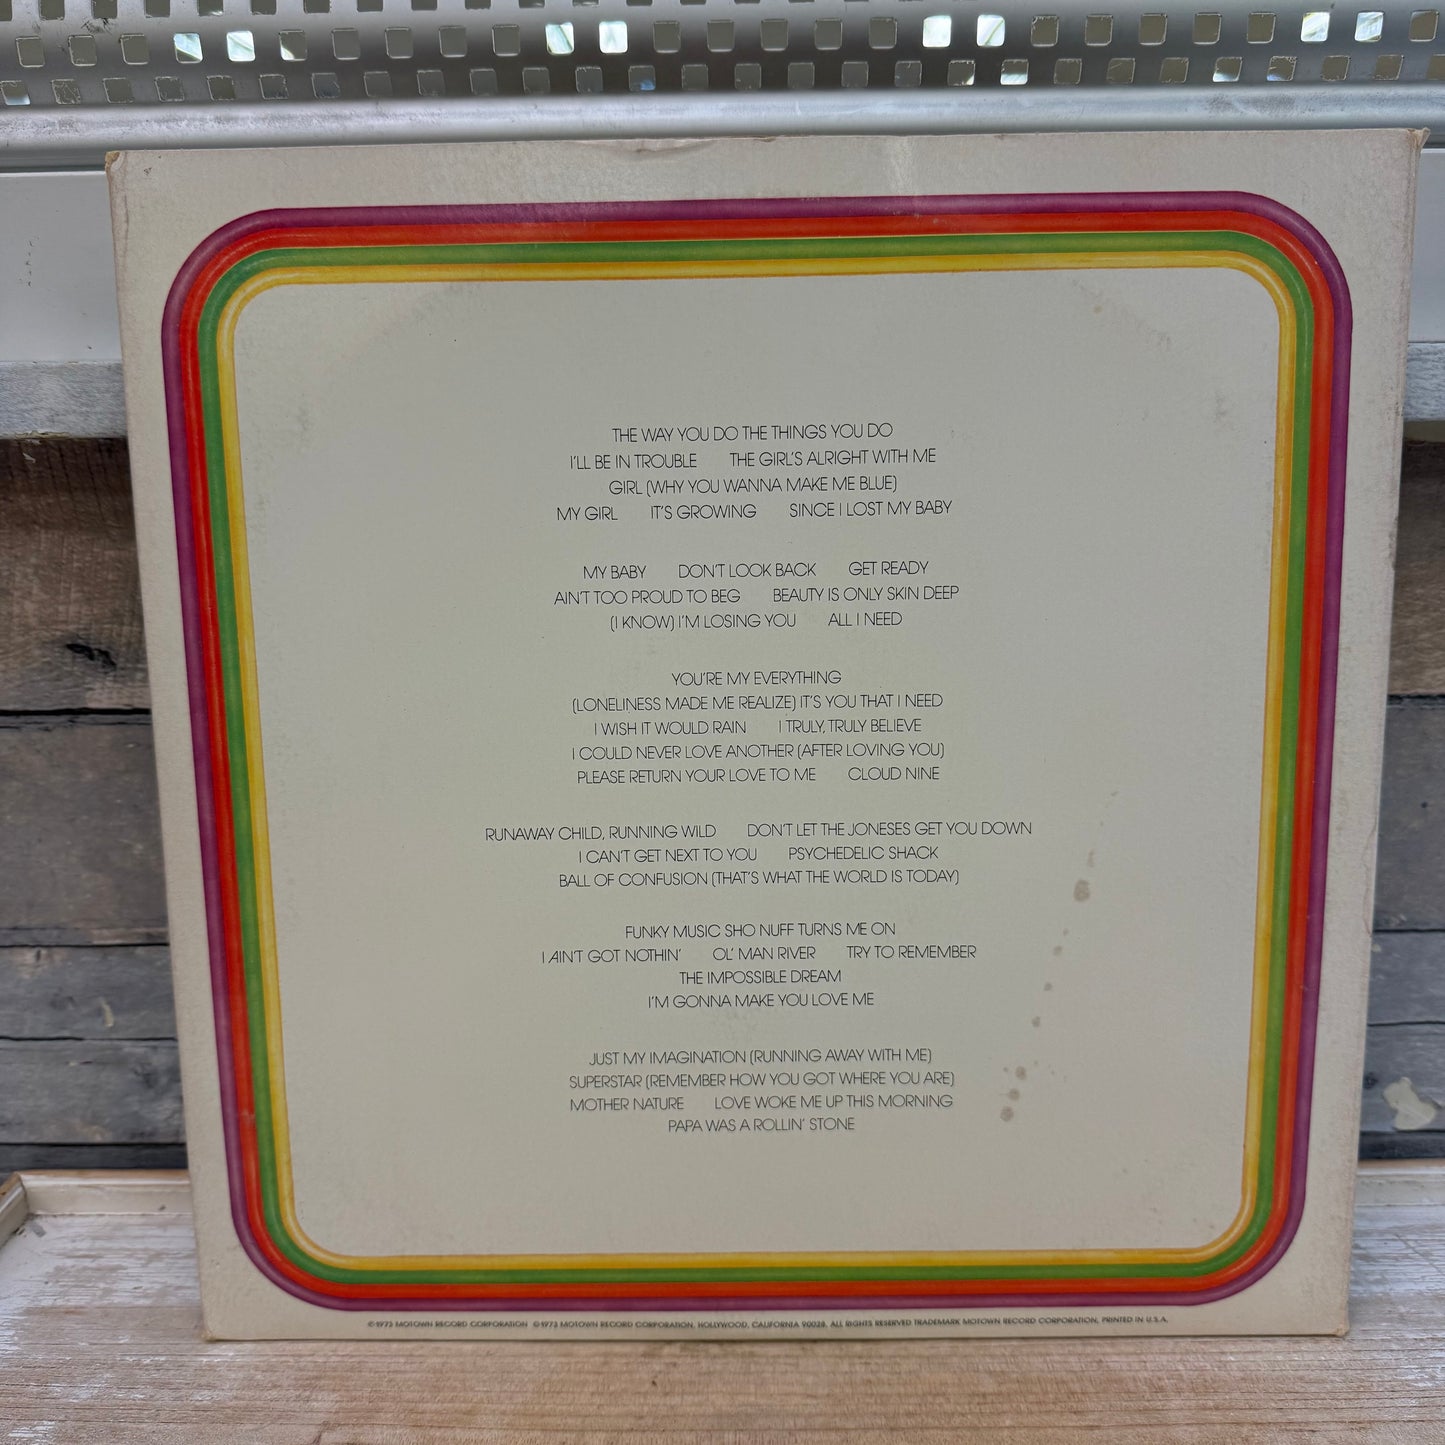 THE WAY YOU DO THE THINGS YOU DO
I'LL BE IN TROUBLE THE GIRL'S ALRIGHT WITH ME
GIRL (WHY YOU WANNA MAKE ME BLUE)
MY GIRL IT'S GROWING SINCE I LOST MY BABY
MY BABY DON'T LOOK BACK GET READY
AIN'T TOO PROUD TO BEG BEAUTY IS ONLY SKIN DEEP
(I KNOW) I'M LOSING YOU ALL I NEED
YOU'RE MY EVERYTHING
(LONELINESS MADE ME REALIZE) IT'S YOU THAT I NEED
I WISH IT WOULD RAIN I TRULY, TRULY BELIEVE
I COULD NEVER LOVE ANOTHER (AFTER LOVING YOU)
PLEASE RETURN YOUR LOVE TO ME CLOUD NINE
RUNAWAY CHILD, RUNNING WILD DON'T LET THE JONESES GET YOU DOWN
I CAN'T GET NEXT TO YOU PSYCHEDELIC SHACK
BALL OF CONFUSION (THAT'S WHAT THE WORLD IS TODAY)
FUNKY MUSIC SHO NUFF TURNS ME ON
I AIN'T GOT NOTHIN' OL' MAN RIVER TRY TO REMEMBER
THE IMPOSSIBLE DREAM
I'M GONNA MAKE YOU LOVE ME
JUST MY IMAGINATION (RUNNING AWAY WITH ME)
SUPERSTAR (REMEMBER HOW YOU GOT WHERE YOU ARE)
MOTHER NATURE LOVE WOKE ME UP THIS MORNING
PAPA WAS A ROLLIN' STONE
©1973 MOTOWN RECORD CORPORATION ℗1973 MOTOWN RECORD CORPORATION, HOLLYWOOD, CALIFORNIA 90028. ALL RIGHTS RESERVED TRADEMARK MOTOWN RECORD CORPORATION, PRINTED IN U.S.A.